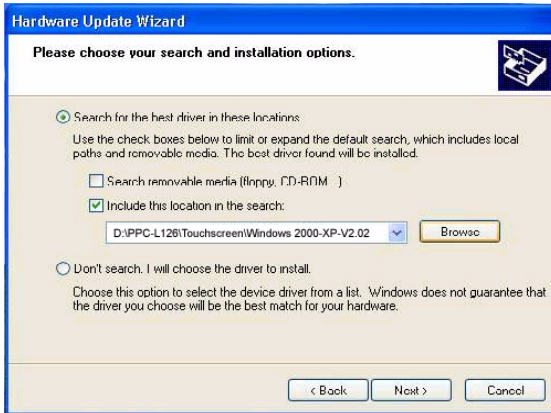 Hardware Update Wizard
Please choose your search and installation options.
Search for the best driver in these locations.
Use the check boxes below to limit or expand the default search, which includes local
paths and removable media. The best driver found will be installed.
Search removable media (floppy, CD-ROM...)
Include this location in the search:
D:\PPC-L126\Touchscreen\Windows 2000-XP-V2.02
Browse
Don't search. I will choose the driver to install.
Choose this option to select the device driver from a list. Windows does not guarantee that
the driver you choose will be the best match for your hardware.
< Back
Next >
Cancel